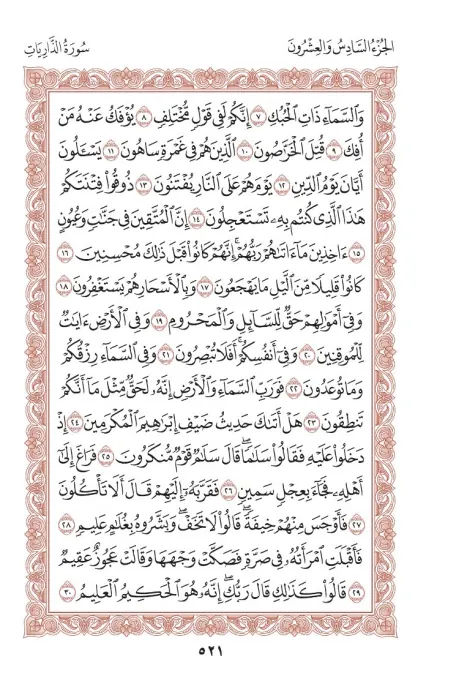 الجُزْءُ السَّادِسُ وَالعِشْرُونَ
سُورَةُ الذَّارِيَاتِ
وَٱلسَّمَآءِ ذَاتِ ٱلۡحُبُكِ ٧ إِنَّكُمۡ لَفِي قَوۡلٖ مُّخۡتَلِفٖ ٨ يُؤۡفَكُ عَنۡهُ مَنۡ
أُفِكَ ٩ قُتِلَ ٱلۡخَرَّٰصُونَ ١٠ ٱلَّذِينَ هُمۡ فِي غَمۡرَةٖ سَاهُونَ ١١ يَسۡـَٔلُونَ
أَيَّانَ يَوۡمُ ٱلدِّينِ ١٢ يَوۡمَ هُمۡ عَلَى ٱلنَّارِ يُفۡتَنُونَ ١٣ ذُوقُواْ فِتۡنَتَكُمۡ
هَٰذَا ٱلَّذِي كُنتُم بِهِۦ تَسۡتَعۡجِلُونَ ١٤ إِنَّ ٱلۡمُتَّقِينَ فِي جَنَّٰتٖ وَعُيُونٍ
١٥ ءَاخِذِينَ مَآ ءَاتَىٰهُمۡ رَبُّهُمۡۚ إِنَّهُمۡ كَانُواْ قَبۡلَ ذَٰلِكَ مُحۡسِنِينَ ١٦
كَانُواْ قَلِيلٗا مِّنَ ٱلَّيۡلِ مَا يَهۡجَعُونَ ١٧ وَبِٱلۡأَسۡحَارِ هُمۡ يَسۡتَغۡفِرُونَ ١٨
وَفِيٓ أَمۡوَٰلِهِمۡ حَقّٞ لِّلسَّآئِلِ وَٱلۡمَحۡرُومِ ١٩ وَفِي ٱلۡأَرۡضِ ءَايَٰتٞ
لِّلۡمُوقِنِينَ ٢٠ وَفِيٓ أَنفُسِكُمۡۚ أَفَلَا تُبۡصِرُونَ ٢١ وَفِي ٱلسَّمَآءِ رِزۡقُكُمۡ
وَمَا تُوعَدُونَ ٢٢ فَوَرَبِّ ٱلسَّمَآءِ وَٱلۡأَرۡضِ إِنَّهُۥ لَحَقّٞ مِّثۡلَ مَآ أَنَّكُمۡ
تَنطِقُونَ ٢٣ هَلۡ أَتَىٰكَ حَدِيثُ ضَيۡفِ إِبۡرَٰهِيمَ ٱلۡمُكۡرَمِينَ ٢٤ إِذۡ
دَخَلُواْ عَلَيۡهِ فَقَالُواْ سَلَٰمٗاۖ قَالَ سَلَٰمٞ قَوۡمٞ مُّنكَرُونَ ٢٥ فَرَاغَ إِلَىٰٓ
أَهۡلِهِۦ فَجَآءَ بِعِجۡلٖ سَمِينٖ ٢٦ فَقَرَّبَهُۥٓ إِلَيۡهِمۡ قَالَ أَلَا تَأۡكُلُونَ
٢٧ فَأَوۡجَسَ مِنۡهُمۡ خِيفَةٗۖ قَالُواْ لَا تَخَفۡۖ وَبَشَّرُوهُ بِغُلَٰمٍ عَلِيمٖ ٢٨
فَأَقۡبَلَتِ ٱمۡرَأَتُهُۥ فِي صَرَّةٖ فَصَكَّتۡ وَجۡهَهَا وَقَالَتۡ عَجُوزٌ عَقِيمٞ
٢٩ قَالُواْ كَذَٰلِكِ قَالَ رَبُّكِۖ إِنَّهُۥ هُوَ ٱلۡحَكِيمُ ٱلۡعَلِيمُ ٣٠
٥٢١